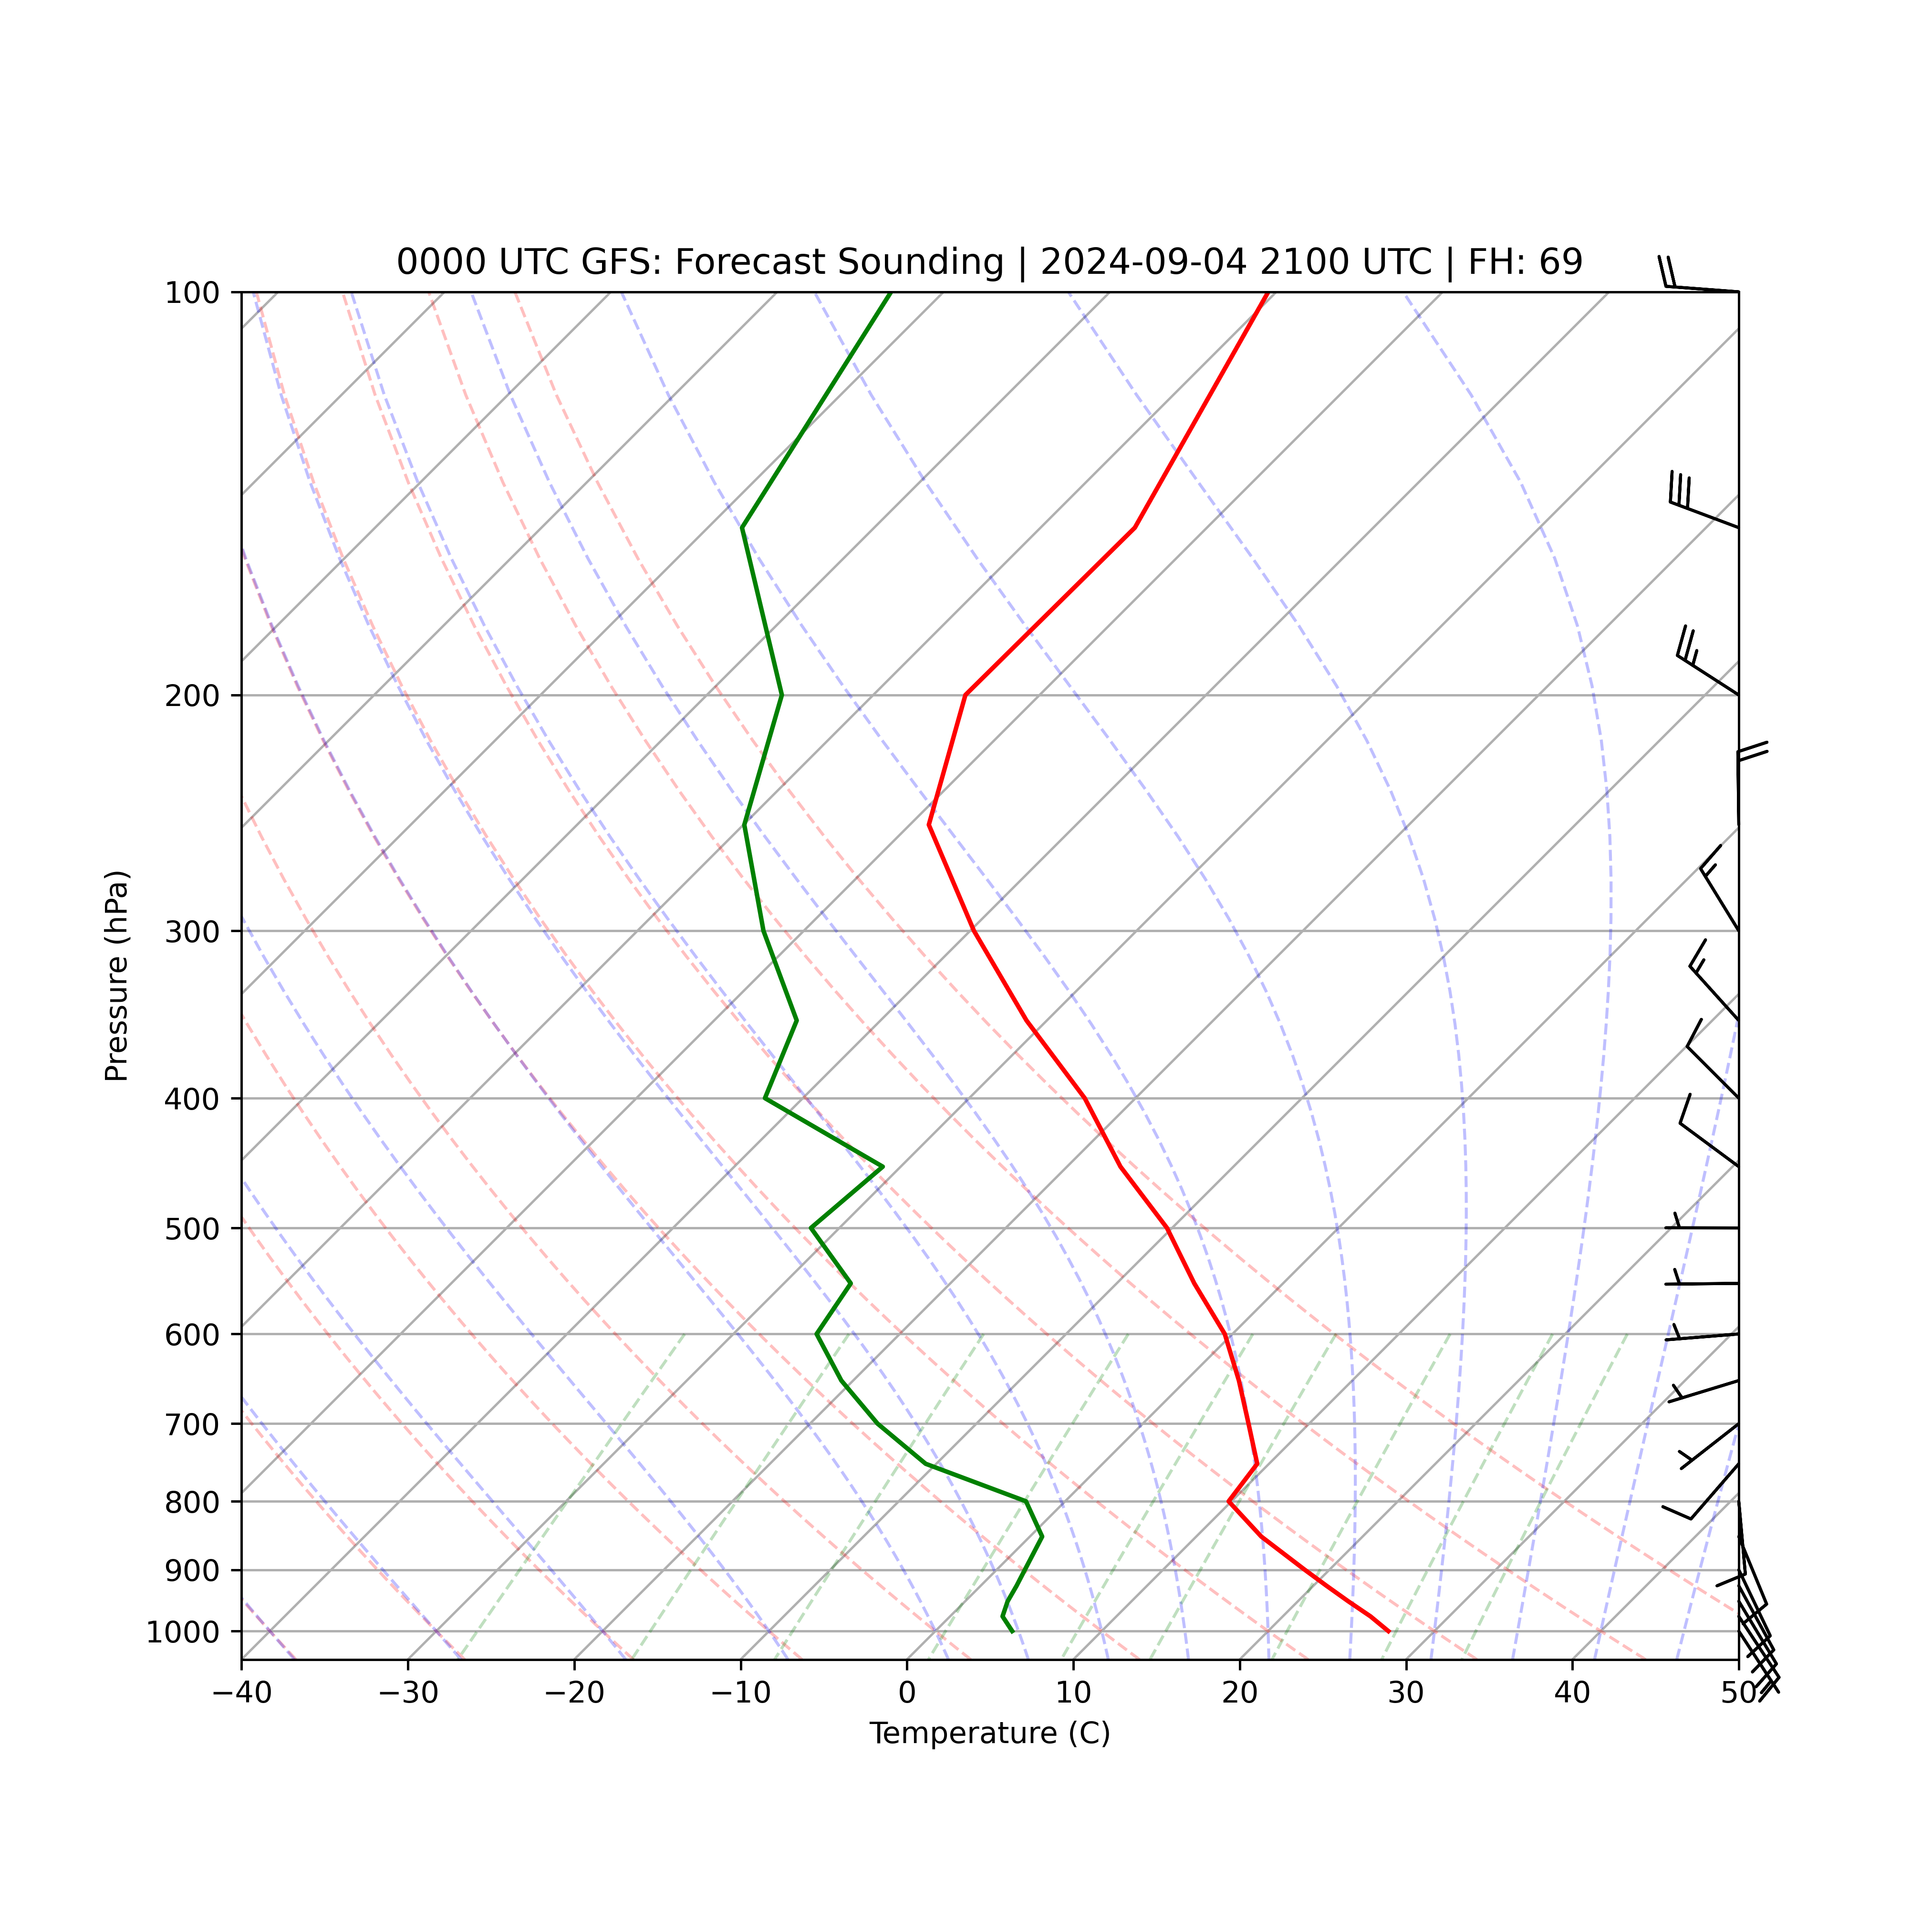 0000 UTC GFS: Forecast Sounding | 2024-09-04 2100 UTC | FH: 69
100
200
300
400
500
600
700
800
900
1000
Pressure (hPa)
−40 −30 −20 −10 0 10 20 30 40 50
Temperature (C)